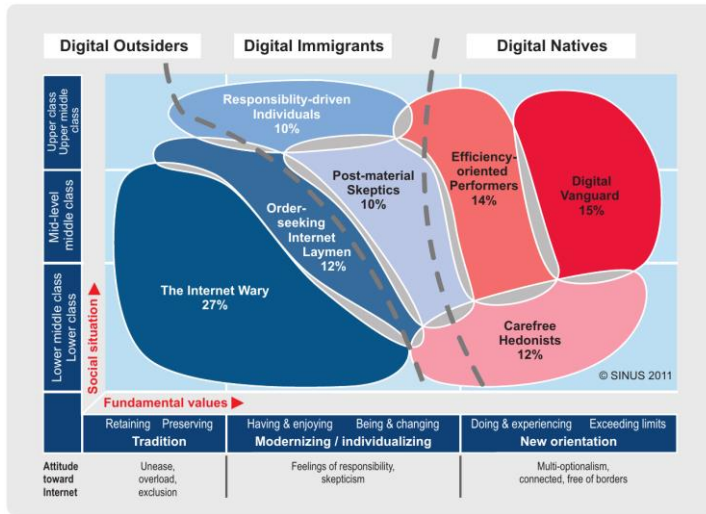 Digital Outsiders
Digital Immigrants
Digital Natives
Upper class
Upper middle
class
Mid-level
middle class
Lower middle class
Lower class
Social situation
Responsiblity-driven
Individuals
10%
Post-material
Skeptics
10%
Efficiency-
oriented
Performers
14%
Digital
Vanguard
15%
Order-
seeking
Internet
Laymen
12%
The Internet Wary
27%
Carefree
Hedonists
12%
© SINUS 2011
Fundamental values
Retaining Preserving
Tradition
Having & enjoying Being & changing
Modernizing / individualizing
Doing & experiencing Exceeding limits
New orientation
Attitude
toward
Internet
Unease,
overload,
exclusion
Feelings of responsibility,
skepticism
Multi-optionalism,
connected, free of borders